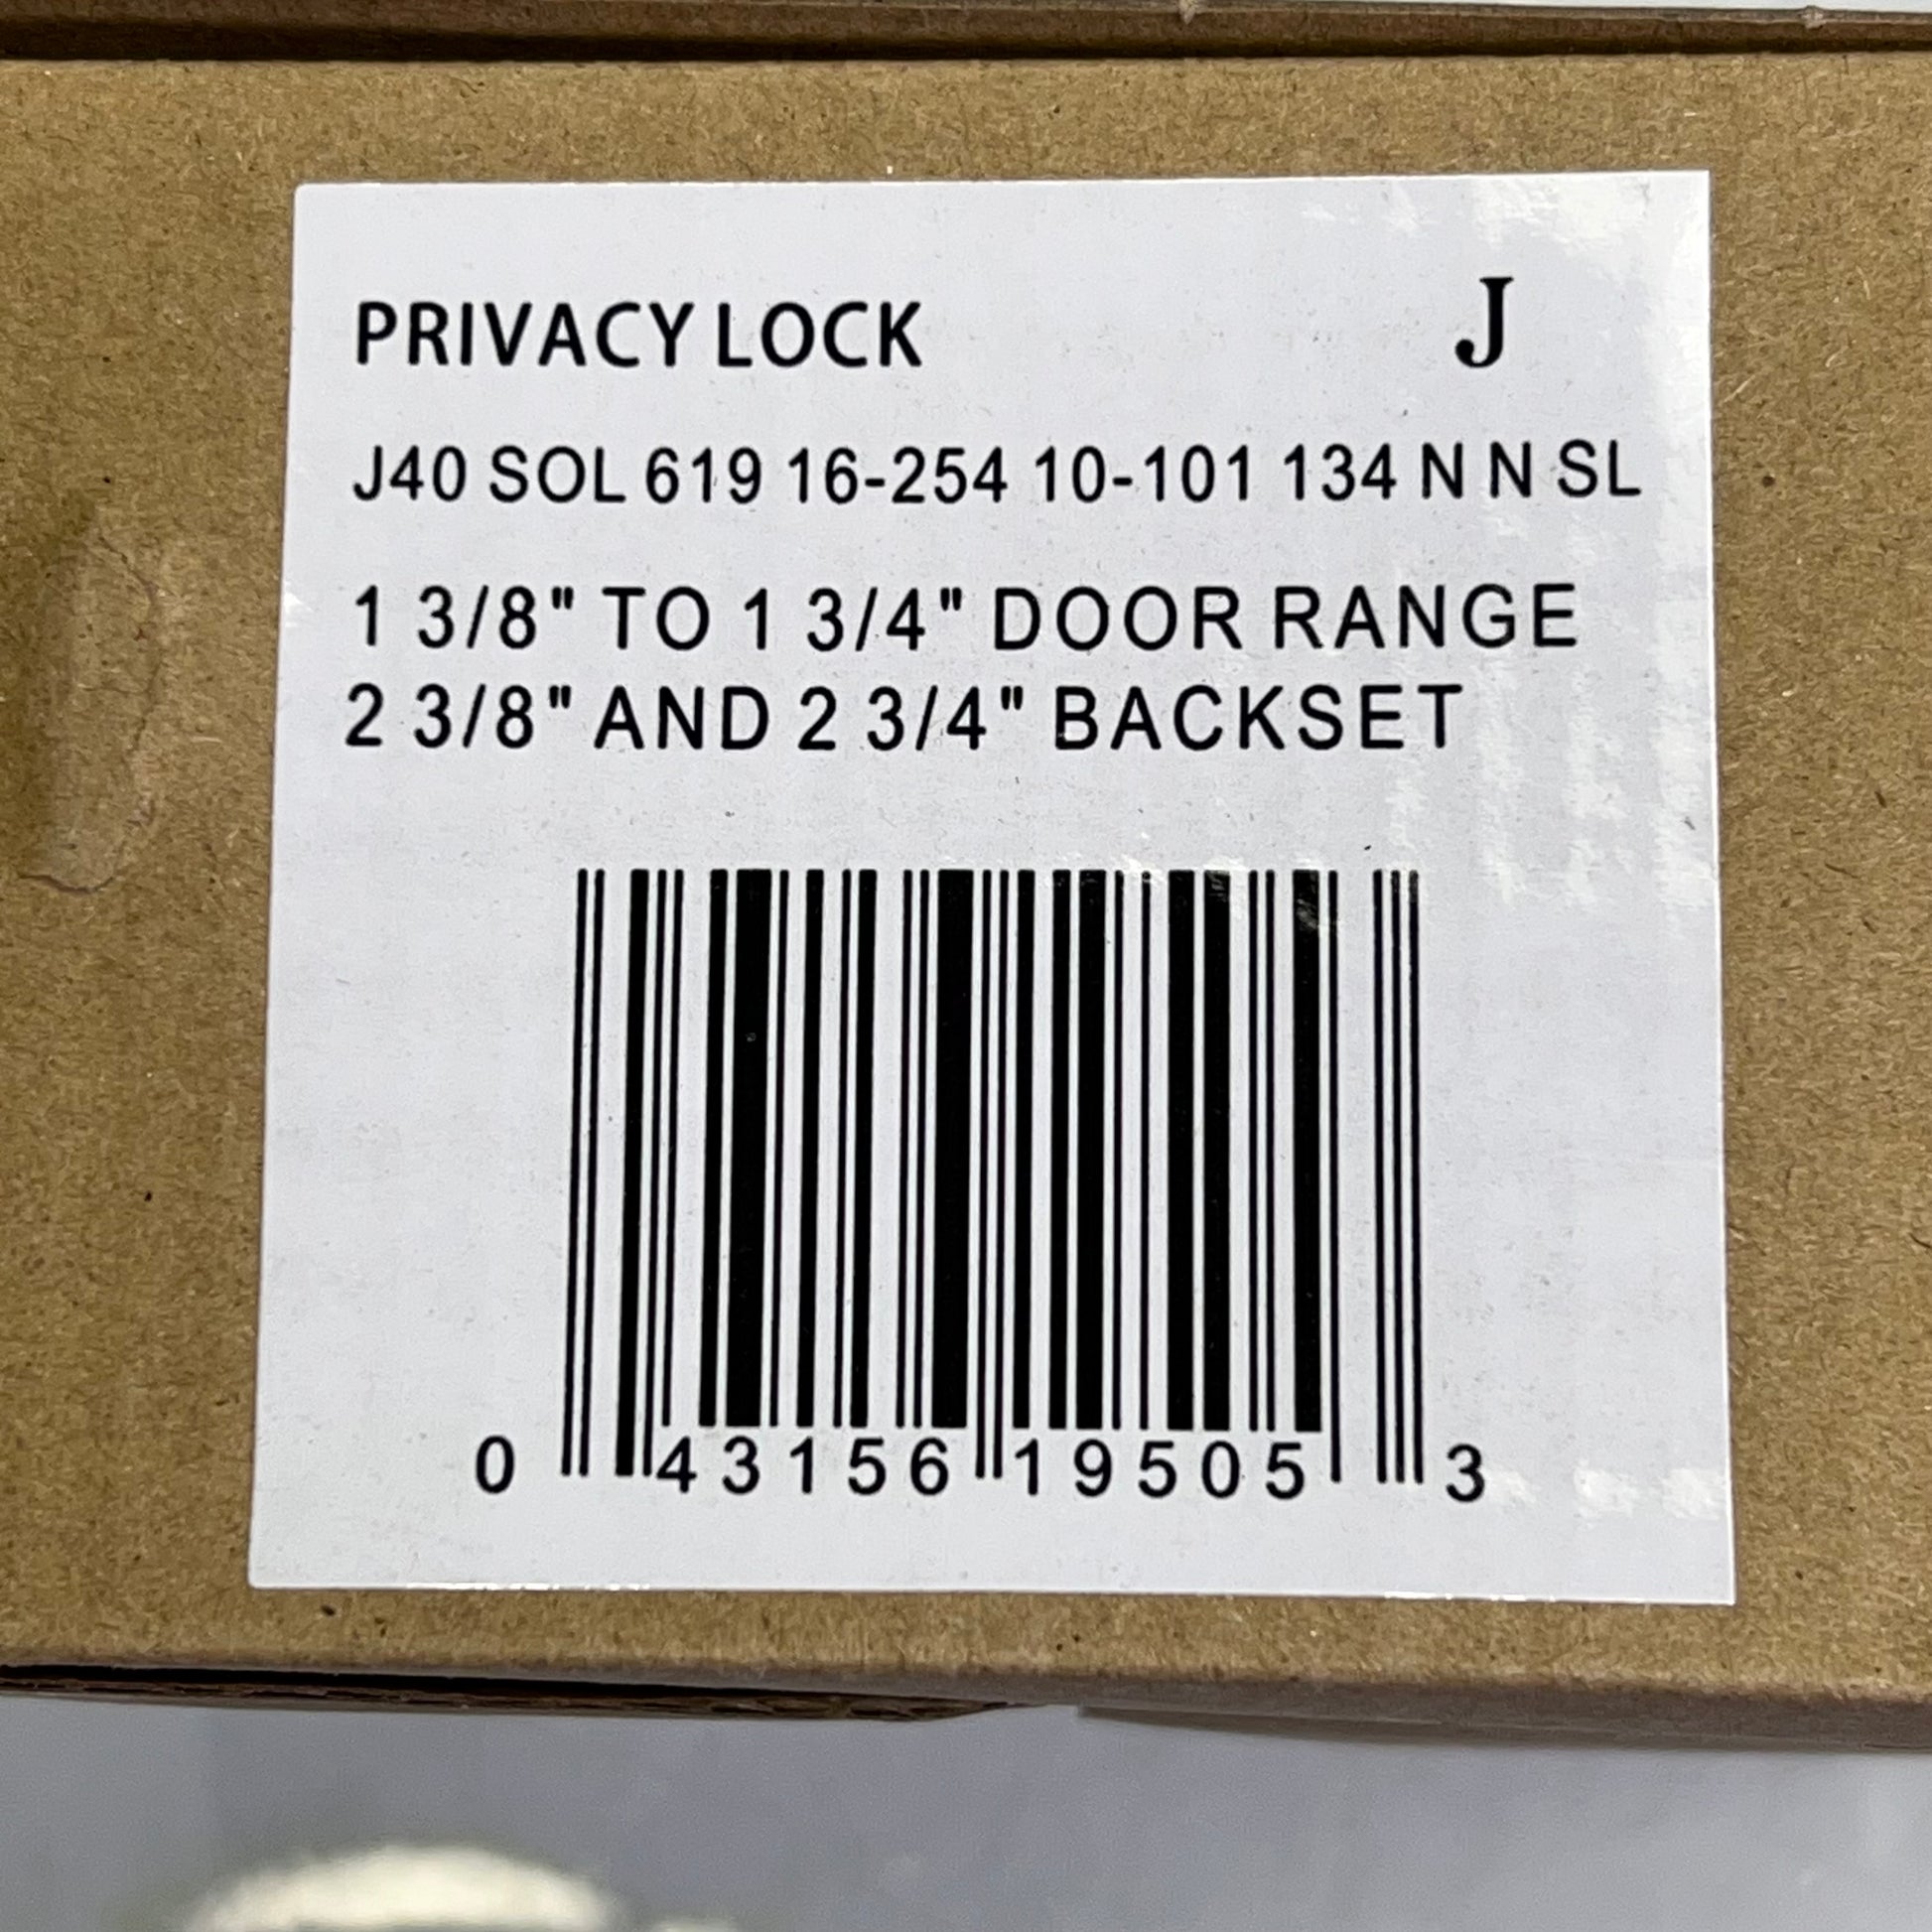 PRIVACY LOCK J
J40 SOL 619 16-254 10-101 134 N N SL
1 3/8" TO 1 3/4" DOOR RANGE
2 3/8" AND 2 3/4" BACKSET
0 43156 19505 3